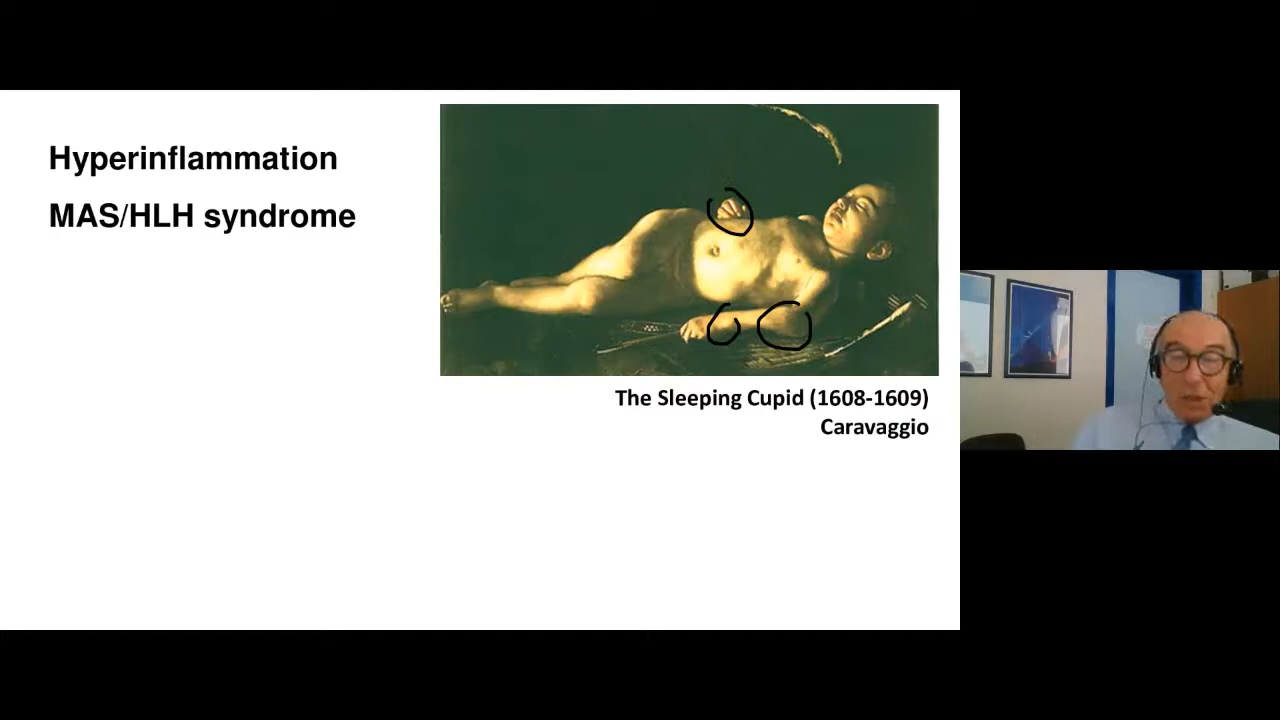 Hyperinflammation
MAS/HLH syndrome
The Sleeping Cupid (1608-1609)
Caravaggio